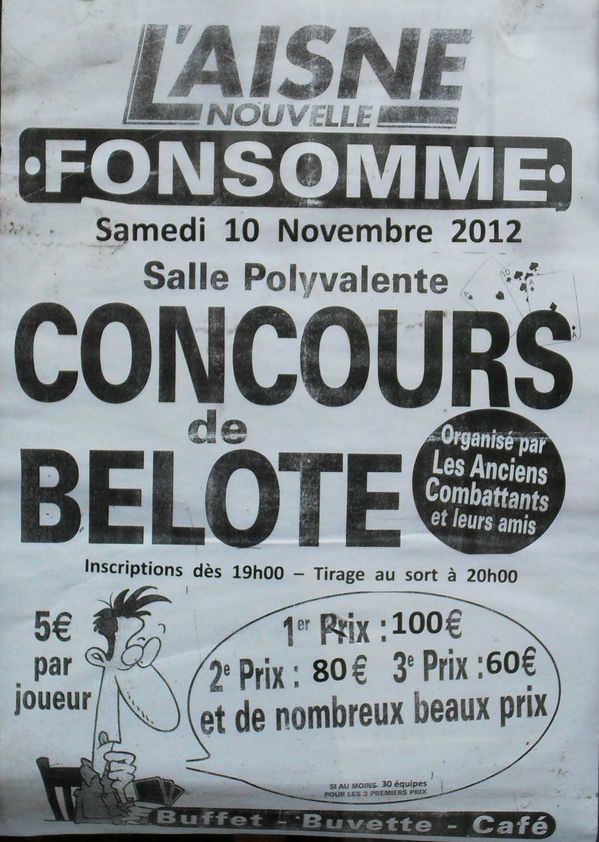 L'AISNE
NOUVELLE
FONSOMME
Samedi 10 Novembre 2012
Salle Polyvalente
CONCOURS
de
BELOTE
Organisé par
Les Anciens
Combattants
et leurs amis
Inscriptions dès 19h00 – Tirage au sort à 20h00
5€
par
joueur
1er Prix : 100€
2e Prix : 80€ 3e Prix : 60€
et de nombreux beaux prix
SI AU MOINS 30 équipes
POUR LES 3 PREMIERS PRIX
Buffet - Buvette - Café